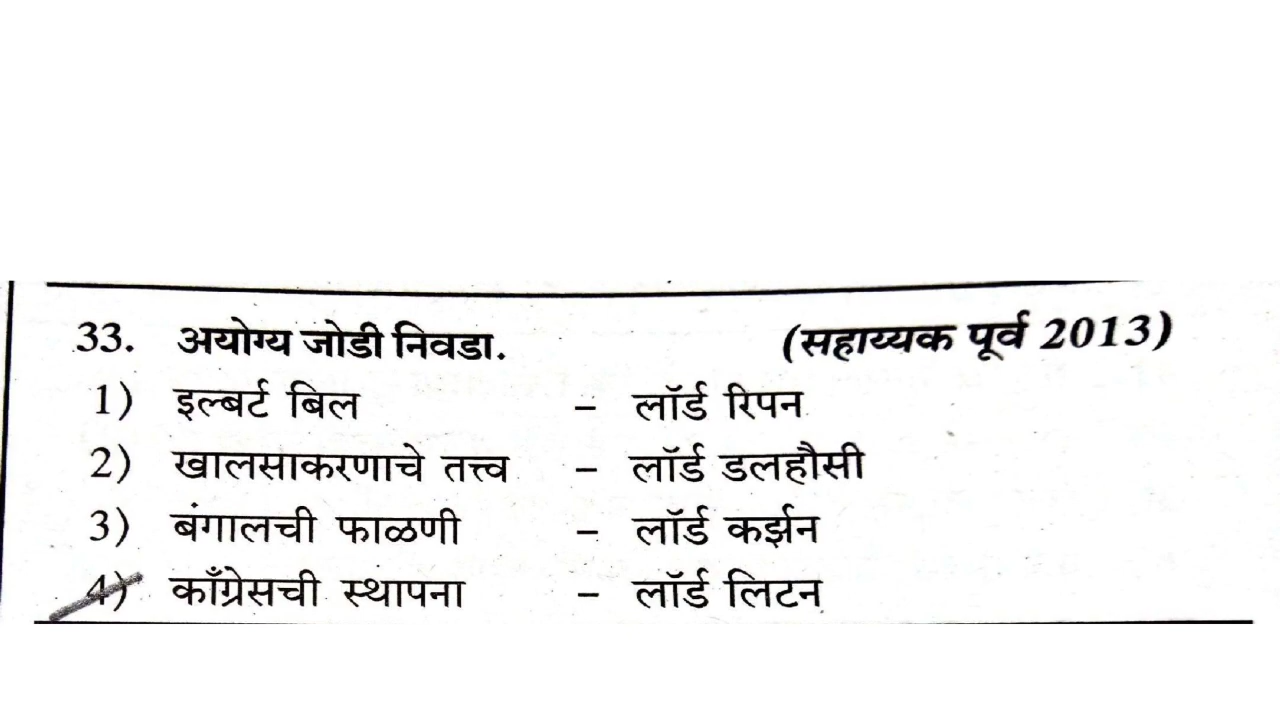 33. अयोग्य जोडी निवडा. (सहाय्यक पूर्व 2013)
1) इल्बर्ट बिल – लॉर्ड रिपन
2) खालसाकरणाचे तत्त्व – लॉर्ड डलहौसी
3) बंगालची फाळणी – लॉर्ड कर्झन
4) काँग्रेसची स्थापना – लॉर्ड लिटन